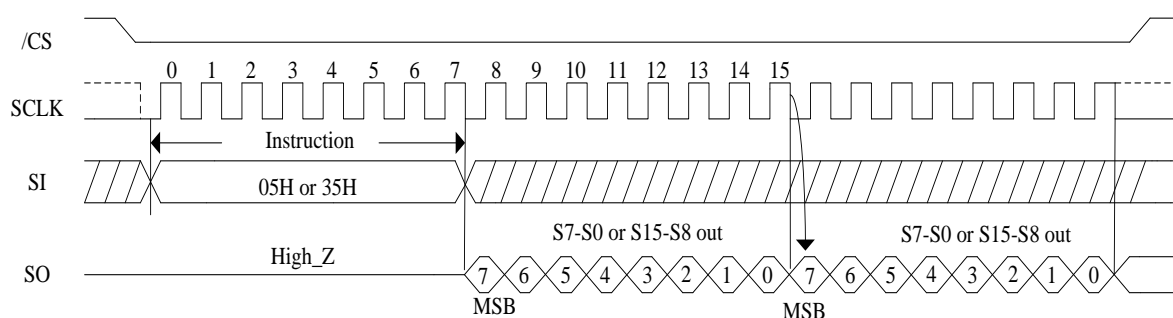 /CS
0 1 2 3 4 5 6 7 8 9 10 11 12 13 14 15
SCLK
Instruction
SI
05H or 35H
S7-S0 or S15-S8 out
S7-S0 or S15-S8 out
High_Z
SO
7 6 5 4 3 2 1 0 7 6 5 4 3 2 1 0
MSB
MSB